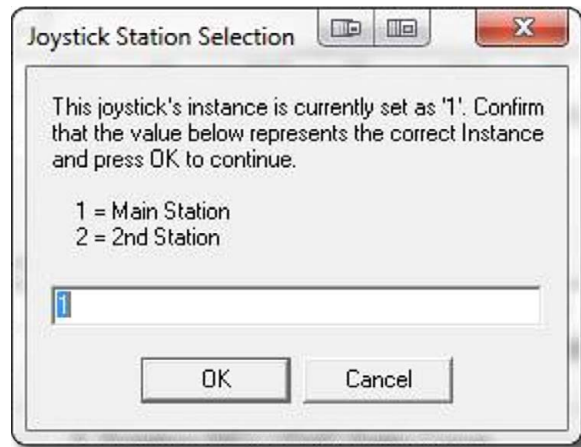 Joystick Station Selection
This joystick's instance is currently set as '1'. Confirm
that the value below represents the correct Instance
and press OK to continue.
1 = Main Station
2 = 2nd Station
1
OK Cancel